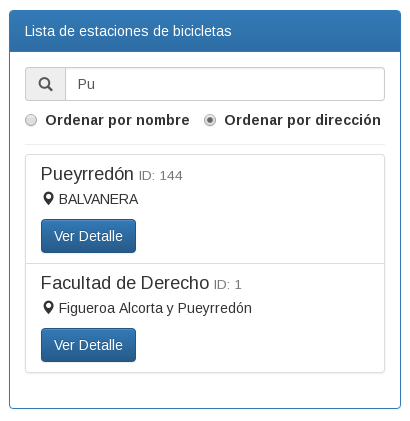 Lista de estaciones de bicicletas
Pu
Ordenar por nombre Ordenar por dirección
Pueyrredón ID: 144
BALVANERA
Ver Detalle
Facultad de Derecho ID: 1
Figueroa Alcorta y Pueyrredón
Ver Detalle